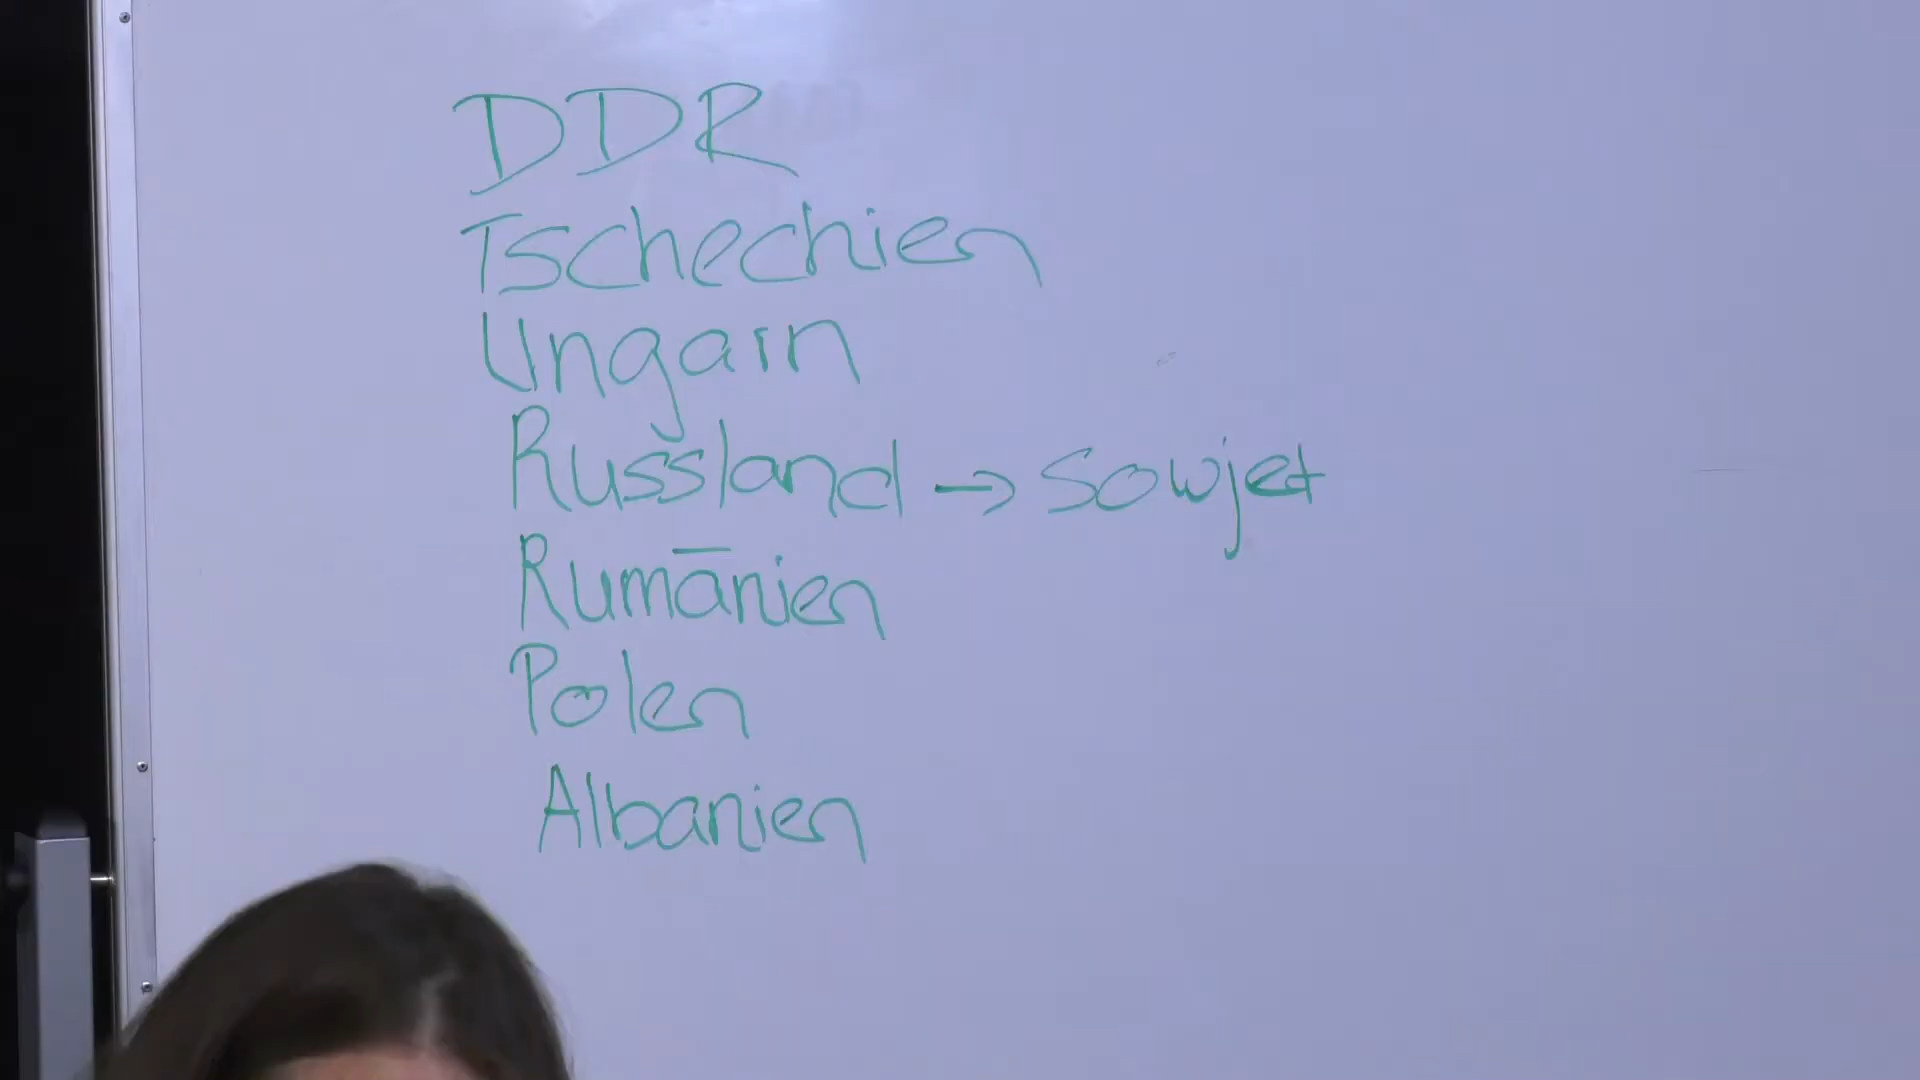 DDR
Tschechien
Ungarn
Russland → Sowjet
Rumänien
Polen
Albanien